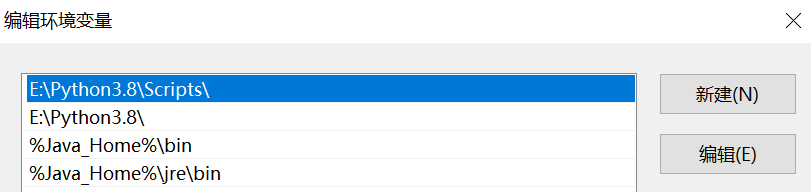 编辑环境变量
E:\Python3.8\Scripts\
新建(N)
E:\Python3.8\
%Java_Home%\bin
编辑(E)
%Java_Home%\jre\bin